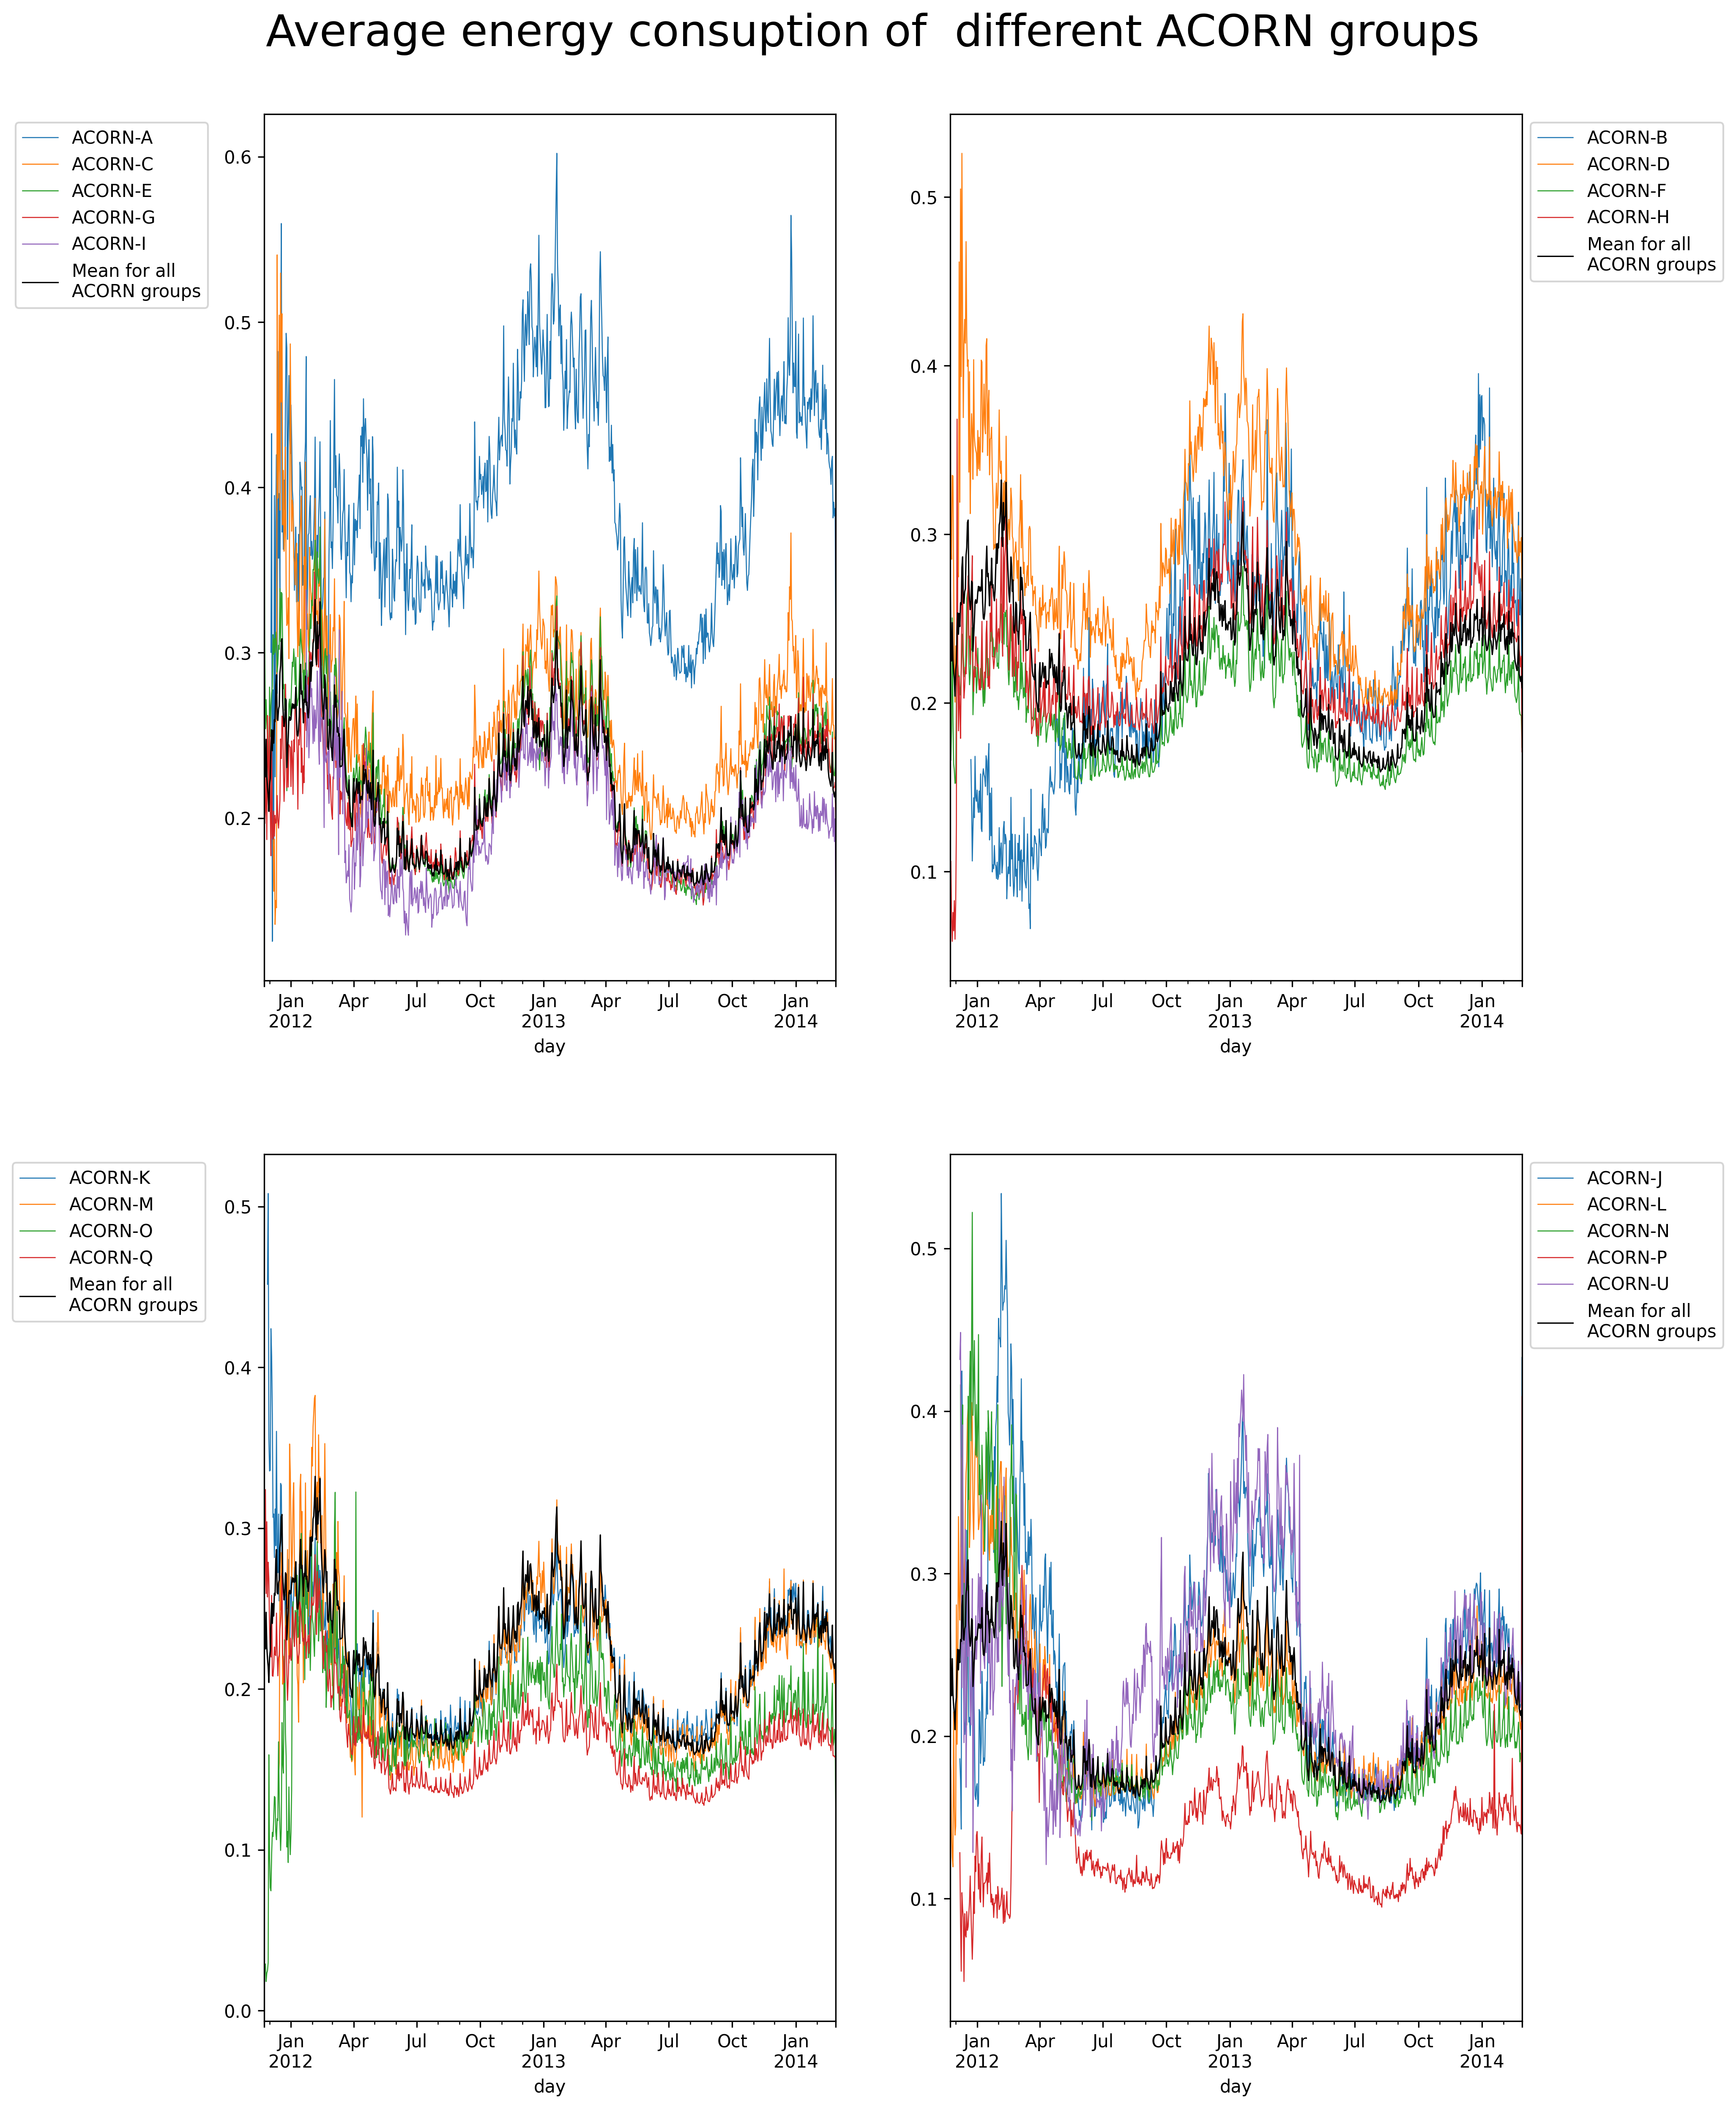 Average energy consuption of  different ACORN groups
ACORN-A
ACORN-C
ACORN-E
ACORN-G
ACORN-I
Mean for all
ACORN groups
0.6
0.5
0.4
0.3
0.2
Jan
2012
Apr
Jul
Oct
Jan
2013
Apr
Jul
Oct
Jan
2014
day
ACORN-B
ACORN-D
ACORN-F
ACORN-H
Mean for all
ACORN groups
0.5
0.4
0.3
0.2
0.1
Jan
2012
Apr
Jul
Oct
Jan
2013
Apr
Jul
Oct
Jan
2014
day
ACORN-K
ACORN-M
ACORN-O
ACORN-Q
Mean for all
ACORN groups
0.5
0.4
0.3
0.2
0.1
0.0
Jan
2012
Apr
Jul
Oct
Jan
2013
Apr
Jul
Oct
Jan
2014
day
ACORN-J
ACORN-L
ACORN-N
ACORN-P
ACORN-U
Mean for all
ACORN groups
0.5
0.4
0.3
0.2
0.1
Jan
2012
Apr
Jul
Oct
Jan
2013
Apr
Jul
Oct
Jan
2014
day